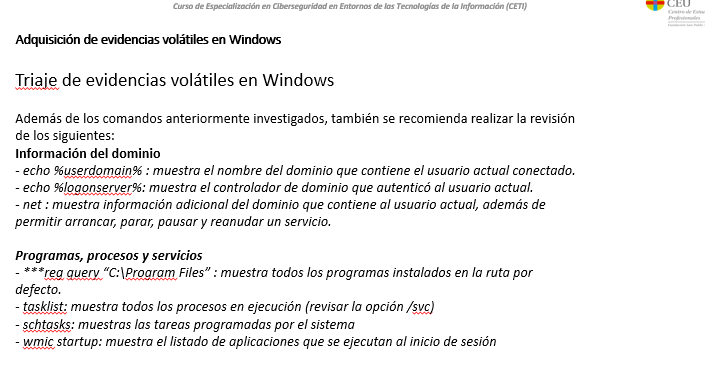 Curso de Especialización en Ciberseguridad en Entornos de las Tecnologías de la Información (CETI)
CEU
Centro de Estudios
Profesionales
Adquisición de evidencias volátiles en Windows
Triaje de evidencias volátiles en Windows
Además de los comandos anteriormente investigados, también se recomienda realizar la revisión
de los siguientes:
Información del dominio
- echo %userdomain% : muestra el nombre del dominio que contiene el usuario actual conectado.
- echo %logonserver%: muestra el controlador de dominio que autenticó al usuario actual.
- net : muestra información adicional del dominio que contiene al usuario actual, además de
permitir arrancar, parar, pausar y reanudar un servicio.
Programas, procesos y servicios
- ***reg query “C:\Program Files” : muestra todos los programas instalados en la ruta por
defecto.
- tasklist: muestra todos los procesos en ejecución (revisar la opción /svc)
- schtasks: muestras las tareas programadas por el sistema
- wmic startup: muestra el listado de aplicaciones que se ejecutan al inicio de sesión